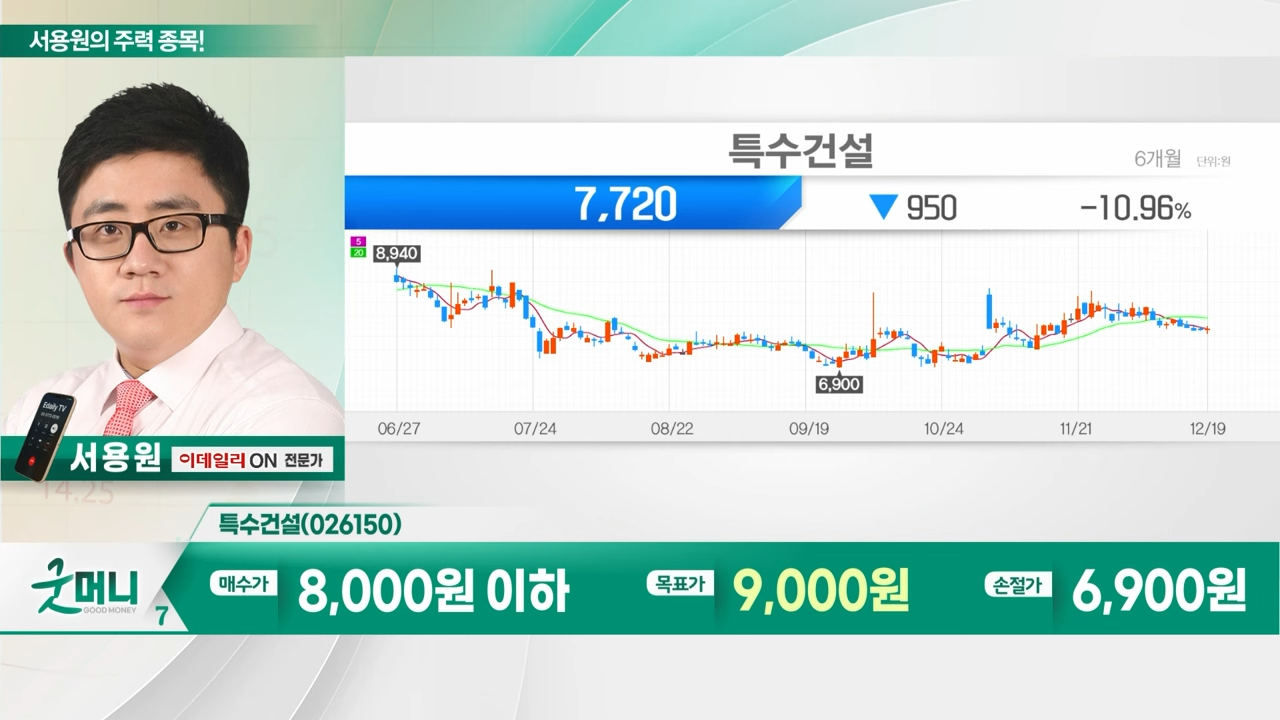 서용원의 주력 종목!
특수건설
6개월 단위:원
7,720 ▼ 950 -10.96%
5
20
8,940
6,900
06/27 07/24 08/22 09/19 10/24 11/21 12/19
Edaily TV
서용원 이데일리 ON 전문가
14.25
특수건설(026150)
굿머니
GOOD MONEY
7
매수가 8,000원 이하 목표가 9,000원 손절가 6,900원